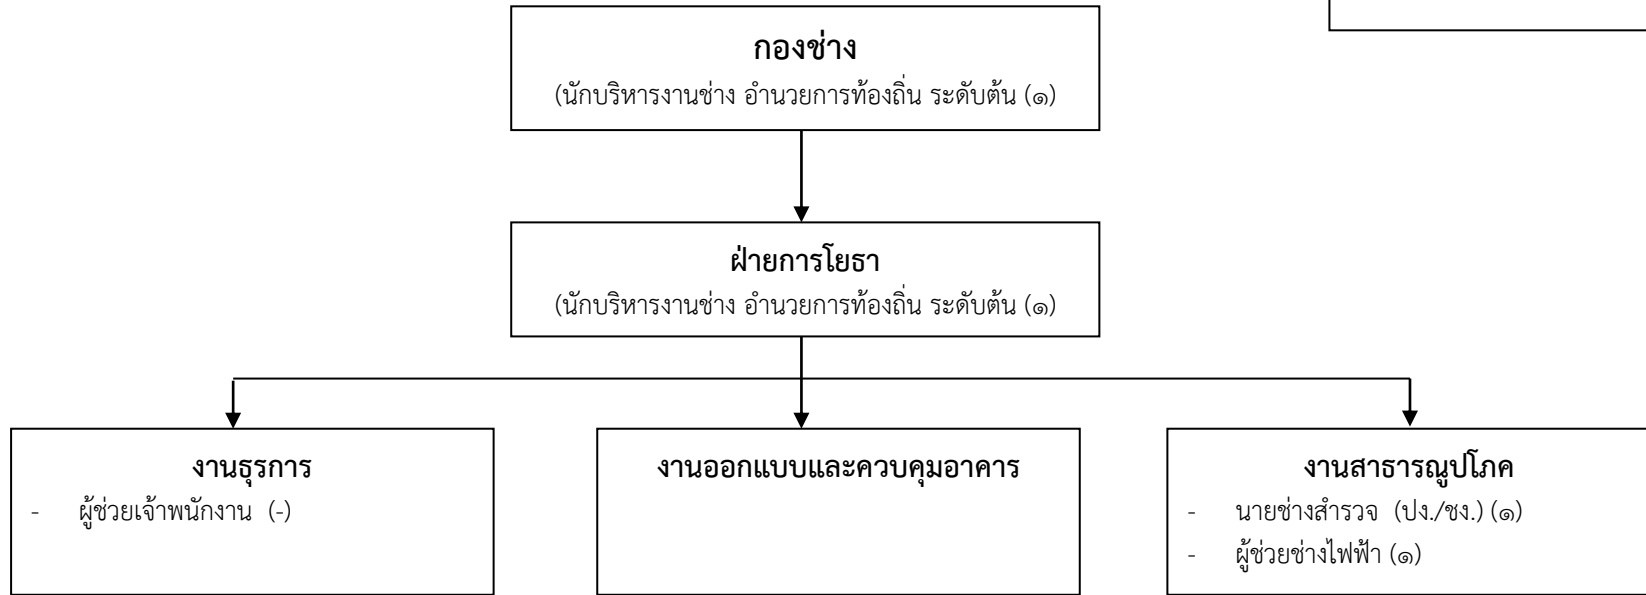 กองช่าง
(นักบริหารงานช่าง อำนวยการท้องถิ่น ระดับต้น (๑)
ฝ่ายการโยธา
(นักบริหารงานช่าง อำนวยการท้องถิ่น ระดับต้น (๑)
งานธุรการ
- ผู้ช่วยเจ้าพนักงาน (-)
งานออกแบบและควบคุมอาคาร
งานสาธารณูปโภค
- นายช่างสำรวจ (ปง./ชง.) (๑)
- ผู้ช่วยช่างไฟฟ้า (๑)